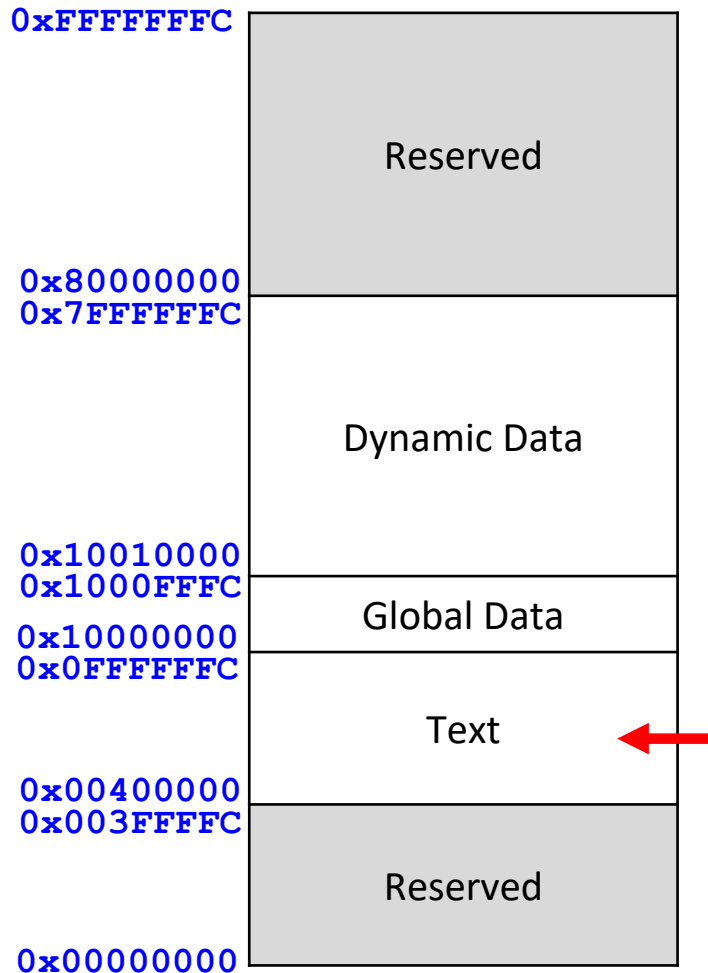 0xFFFFFFFC
Reserved
0x80000000
0x7FFFFFFC
Dynamic Data
0x10010000
0x1000FFFC
Global Data
0x10000000
0x0FFFFFFC
Text
0x00400000
0x003FFFFC
Reserved
0x00000000